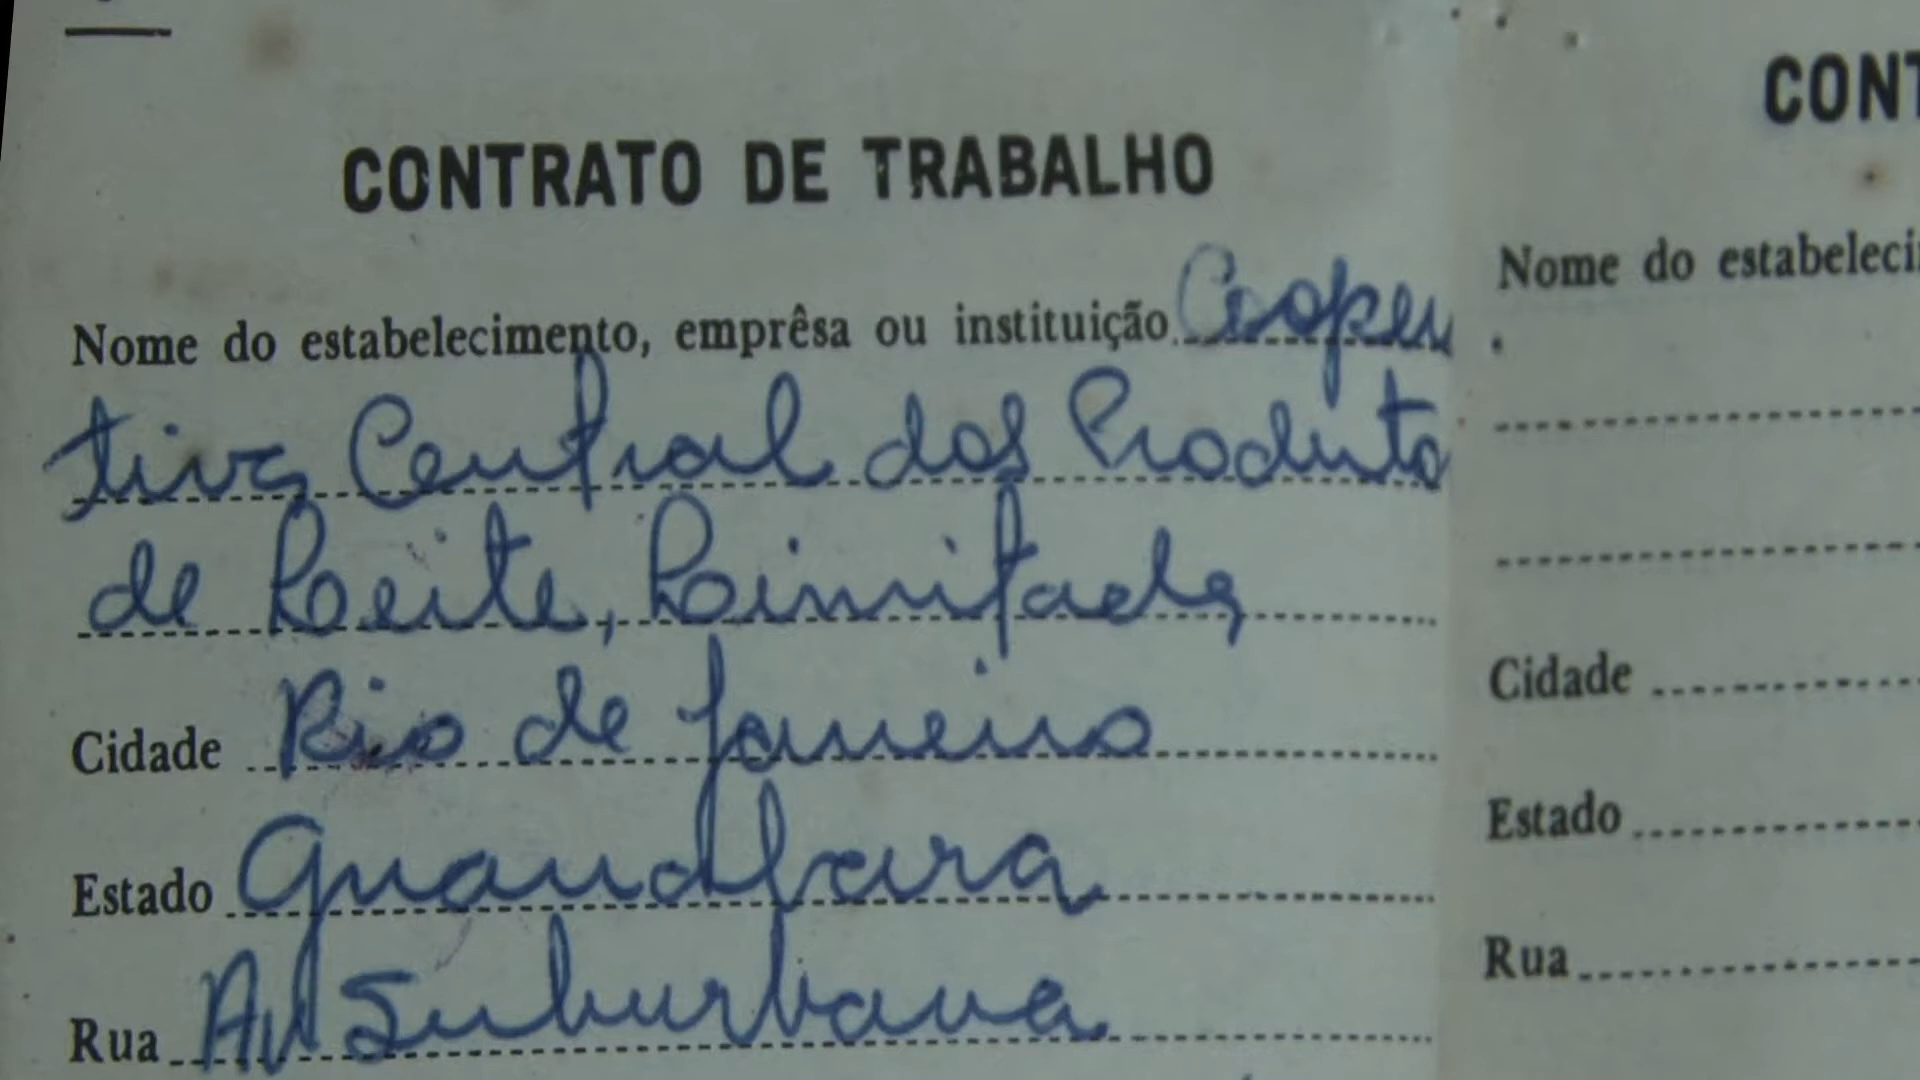 CONTRATO DE TRABALHO
Nome do estabelecimento, emprêsa ou instituição Coopera
tiva Central dos Produto
de Leite, Limitada
Cidade Rio de Janeiro
Estado Guanabara
Rua Av Suburbana
CONT
Nome do estabeleci
Cidade
Estado
Rua